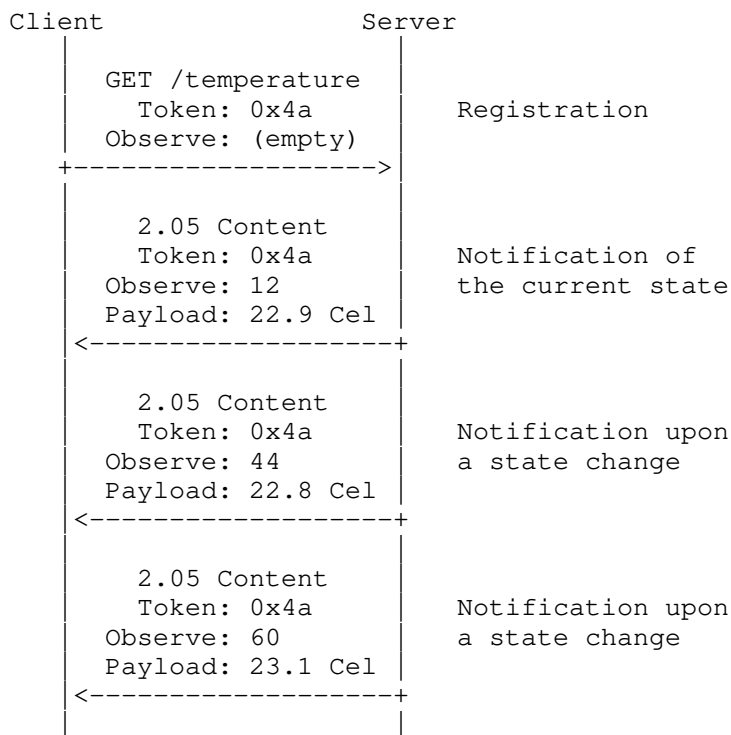 Client Server
GET /temperature
Token: 0x4a Registration
Observe: (empty)
+------------------->
2.05 Content
Token: 0x4a Notification of
Observe: 12 the current state
Payload: 22.9 Cel
<--------------------+
2.05 Content
Token: 0x4a Notification upon
Observe: 44 a state change
Payload: 22.8 Cel
<--------------------+
2.05 Content
Token: 0x4a Notification upon
Observe: 60 a state change
Payload: 23.1 Cel
<--------------------+